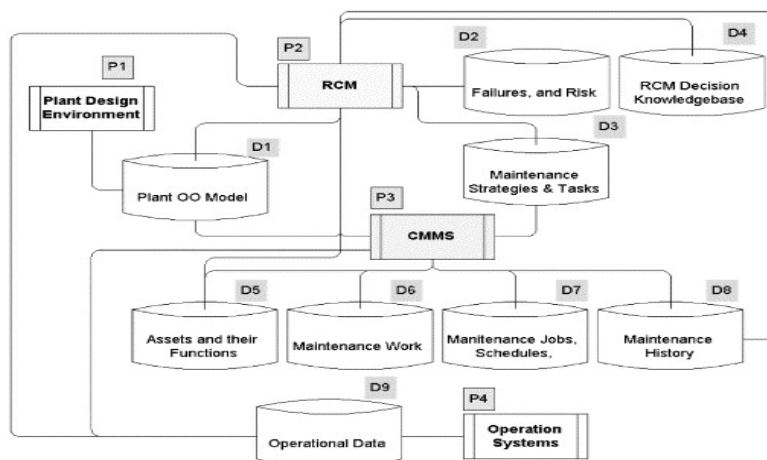 P1
Plant Design
Environment
P2
RCM
D2
Failures, and Risk
D4
RCM Decision
Knowledgebase
D1
Plant OO Model
D3
Maintenance
Strategies & Tasks
P3
CMMS
D5
Assets and their
Functions
D6
Maintenance Work
D7
Manitenance Jobs,
Schedules,
D8
Maintenance
History
D9
Operational Data
P4
Operation
Systems